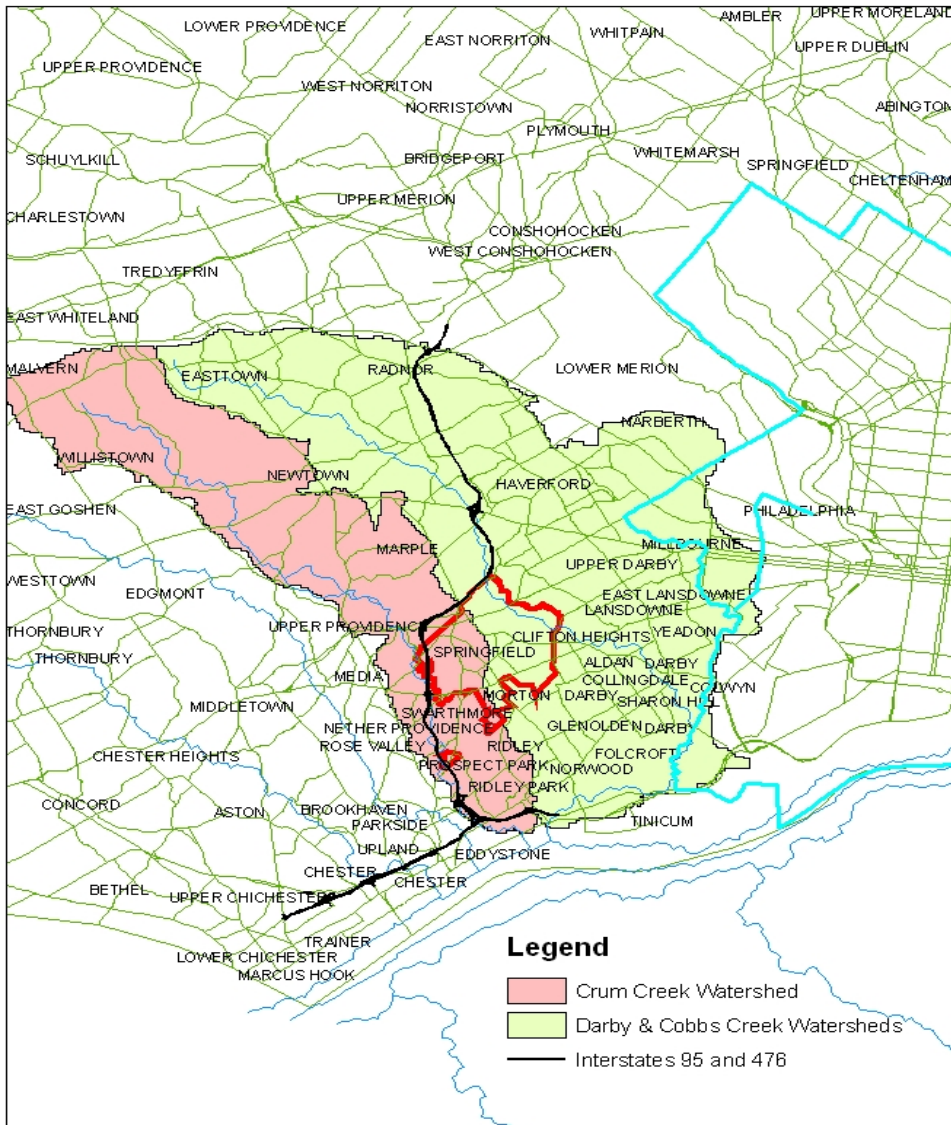 LOWER PROVIDENCE
AMBLER
UPPER MORELAND
EAST NORRITON
WHITPAIN
UPPER DUBLIN
UPPER PROVIDENCE
WEST NORRITON
NORRISTOWN
ABINGTON
PLYMOUTH
SCHUYLKILL
BRIDGEPORT
WHITEMARSH
SPRINGFIELD
CHELTENHAM
UPPER MERION
CHARLESTOWN
CONSHOHOCKEN
WEST CONSHOHOCKEN
TREDYFFRIN
EAST WHITELAND
MALVERN
EASTTOWN
RADNOR
LOWER MERION
NARBERTH
WILLISTOWN
NEWTOWN
HAVERFORD
EAST GOSHEN
PHILADELPHIA
MARPLE
MILLBOURNE
UPPER DARBY
WESTTOWN
EDGMONT
EAST LANSDOWNE
LANSDOWNE
THORNBURY
UPPER PROVIDENCE
CLIFTON HEIGHTS
YEADON
THORNBURY
SPRINGFIELD
ALDAN
DARBY
MEDIA
COLLINGDALE
COLWYN
MORTON
DARBY
SHARON HILL
MIDDLETOWN
SWARTHMORE
NETHER PROVIDENCE
GLENOLDEN
DARBY
ROSE VALLEY
RIDLEY
CHESTER HEIGHTS
FOLCROFT
PROSPECT PARK
NORWOOD
RIDLEY PARK
CONCORD
ASTON
BROOKHAVEN
PARKSIDE
TINICUM
UPLAND
EDDYSTONE
CHESTER
CHESTER
BETHEL
UPPER CHICHESTER
TRAINER
LOWER CHICHESTER
MARCUS HOOK
Legend
Crum Creek Watershed
Darby & Cobbs Creek Watersheds
Interstates 95 and 476